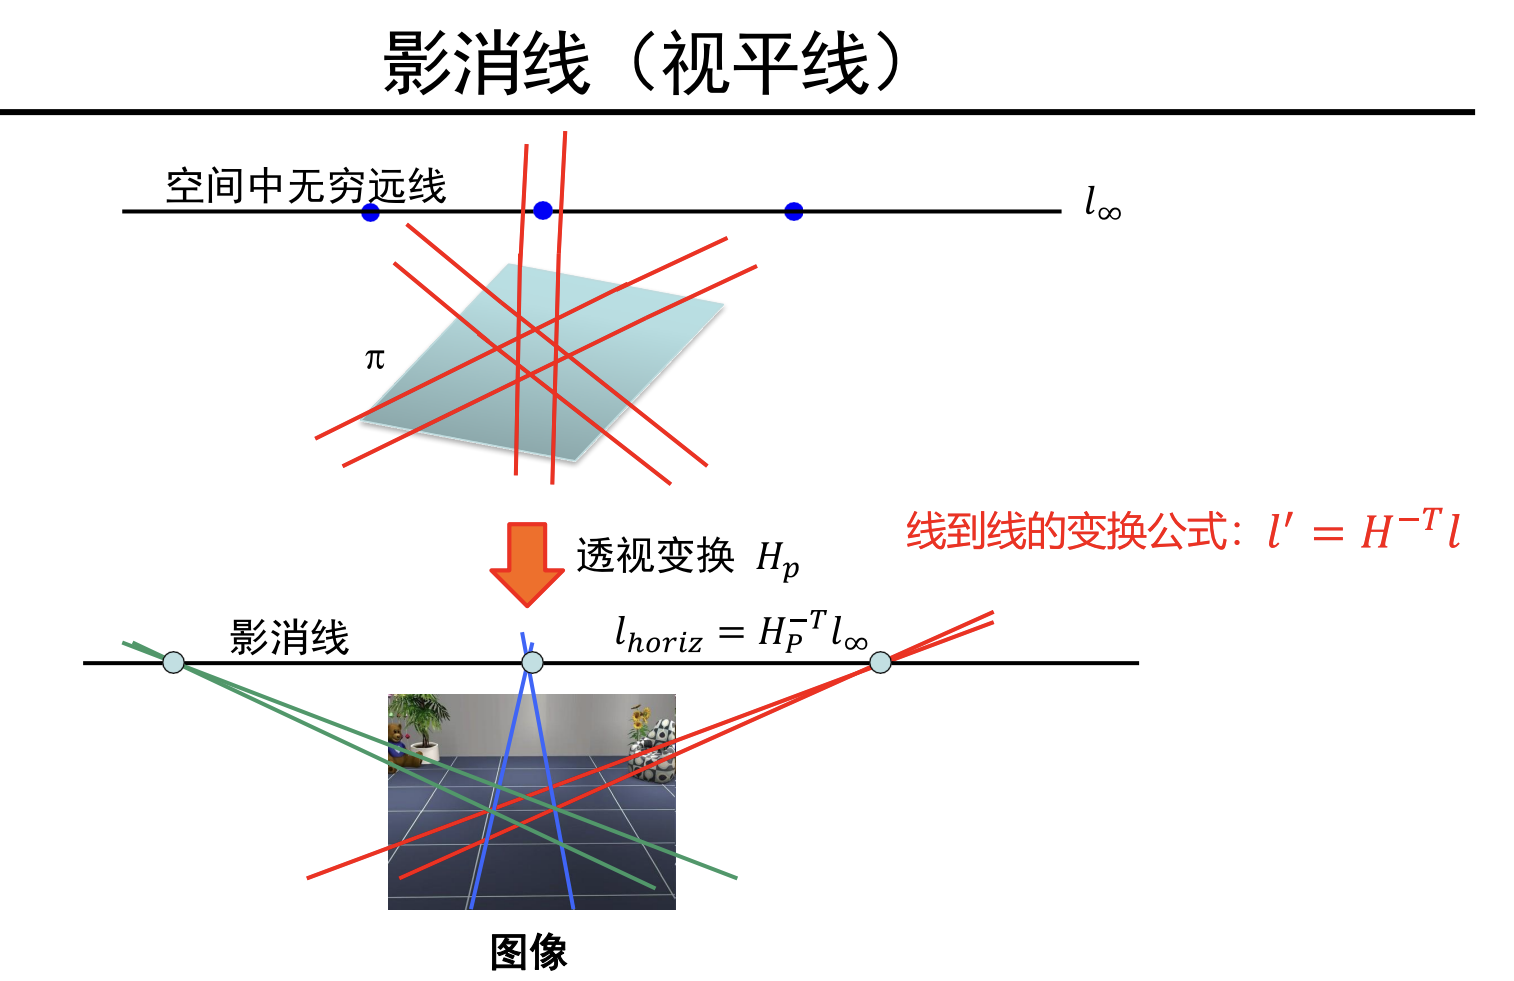 影消线（视平线）
空间中无穷远线
l∞
π
线到线的变换公式：l′ = H⁻ᵀl
透视变换 Hₚ
影消线
l_horiz = H_P^{-T} l∞
图像